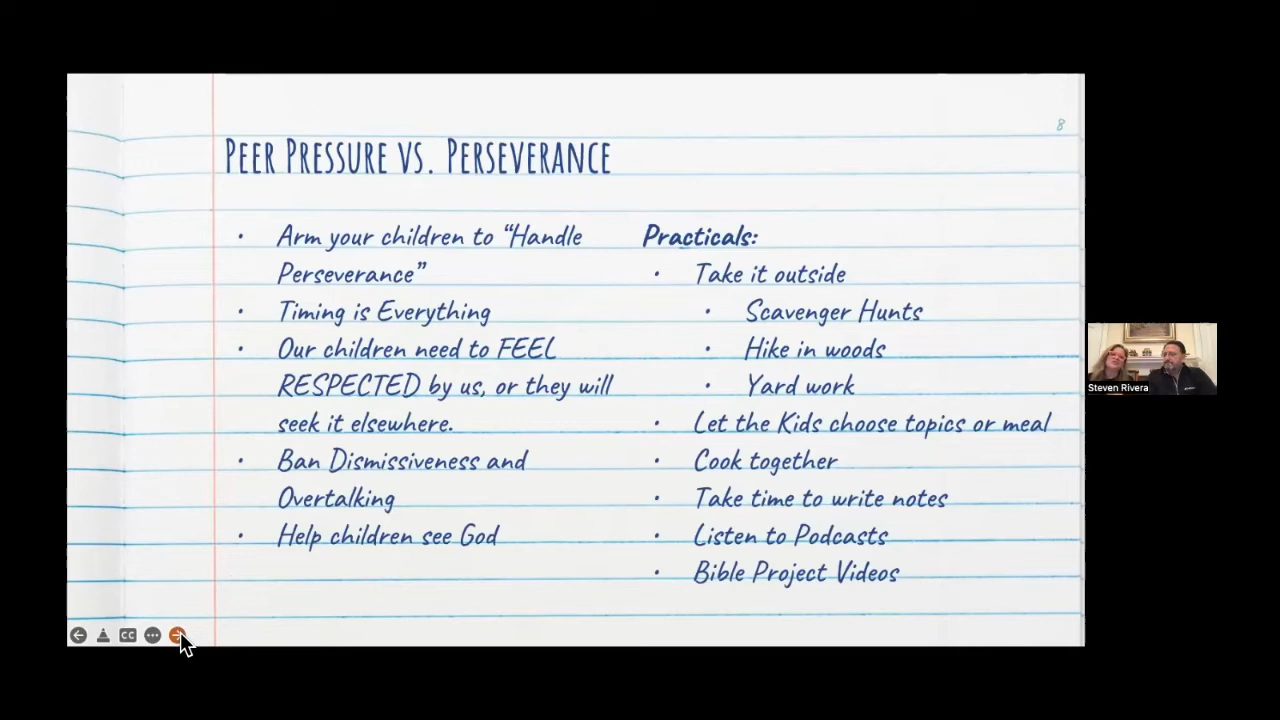 8
Peer Pressure vs. Perseverance
• Arm your children to “Handle
Perseverance”
• Timing is Everything
• Our children need to FEEL
RESPECTED by us, or they will
seek it elsewhere.
• Ban Dismissiveness and
Overtalking
• Help children see God
Practicals:
• Take it outside
• Scavenger Hunts
• Hike in woods
• Yard work
• Let the Kids choose topics or meal
• Cook together
• Take time to write notes
• Listen to Podcasts
• Bible Project Videos
CC
Steven Rivera